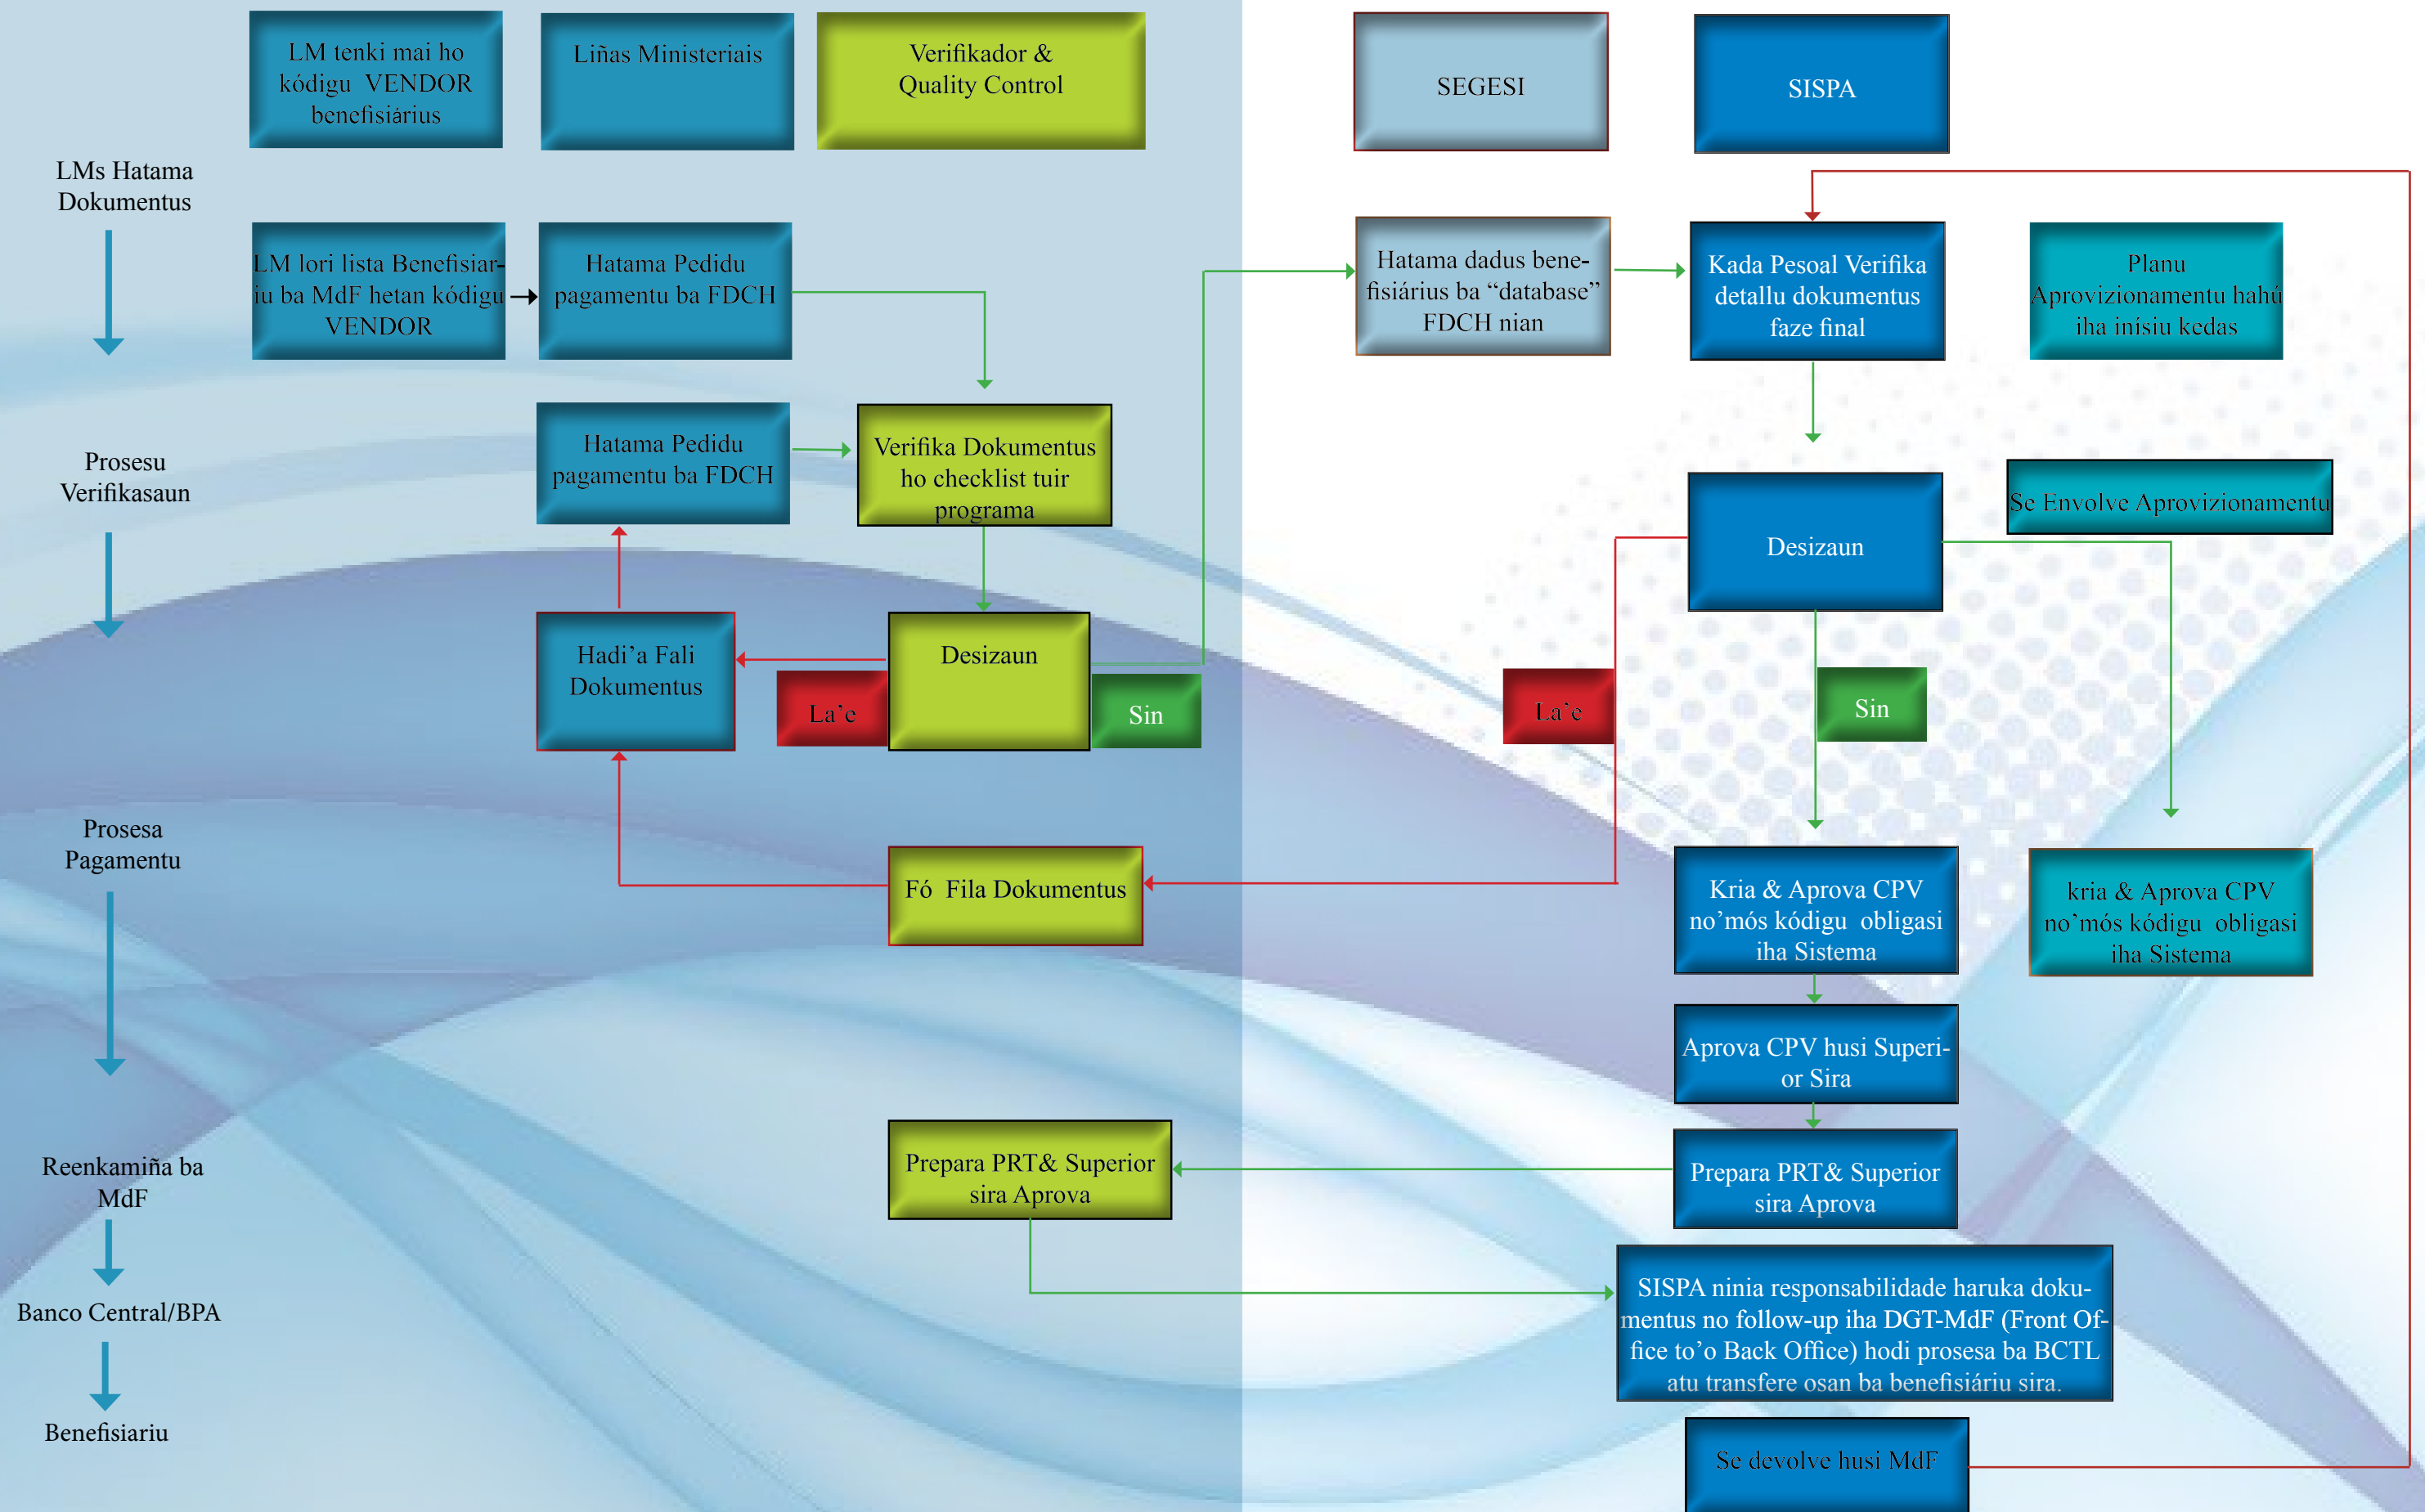 LM tenki mai ho
kódigu VENDOR
benefisiárius
Liñas Ministeriais
Verifikador &
Quality Control
SEGESI
SISPA
LMs Hatama
Dokumentus
LM lori lista Benefisiar-
iu ba MdF hetan kódigu
VENDOR
Hatama Pedidu
pagamentu ba FDCH
Hatama dadus bene-
fisiárius ba “database”
FDCH nian
Kada Pesoal Verifika
detallu dokumentus
faze final
Planu
Aprovizionamentu hahú
iha inísiu kedas
Prosesu
Verifikasaun
Hatama Pedidu
pagamentu ba FDCH
Verifika Dokumentus
ho checklist tuir
programa
Desizaun
Se Envolve Aprovizionamentu
Hadi’a Fali
Dokumentus
La’e
Desizaun
Sin
La’e
Sin
Prosesa
Pagamentu
Fó Fila Dokumentus
Kria & Aprova CPV
no’mós kódigu obligasi
iha Sistema
kria & Aprova CPV
no’mós kódigu obligasi
iha Sistema
Aprova CPV husi Superi-
or Sira
Reenkamiña ba
MdF
Prepara PRT& Superior
sira Aprova
Prepara PRT& Superior
sira Aprova
Banco Central/BPA
SISPA ninia responsabilidade haruka doku-
mentus no follow-up iha DGT-MdF (Front Of-
fice to’o Back Office) hodi prosesa ba BCTL
atu transfere osan ba benefisiáriu sira.
Benefisiariu
Se devolve husi MdF